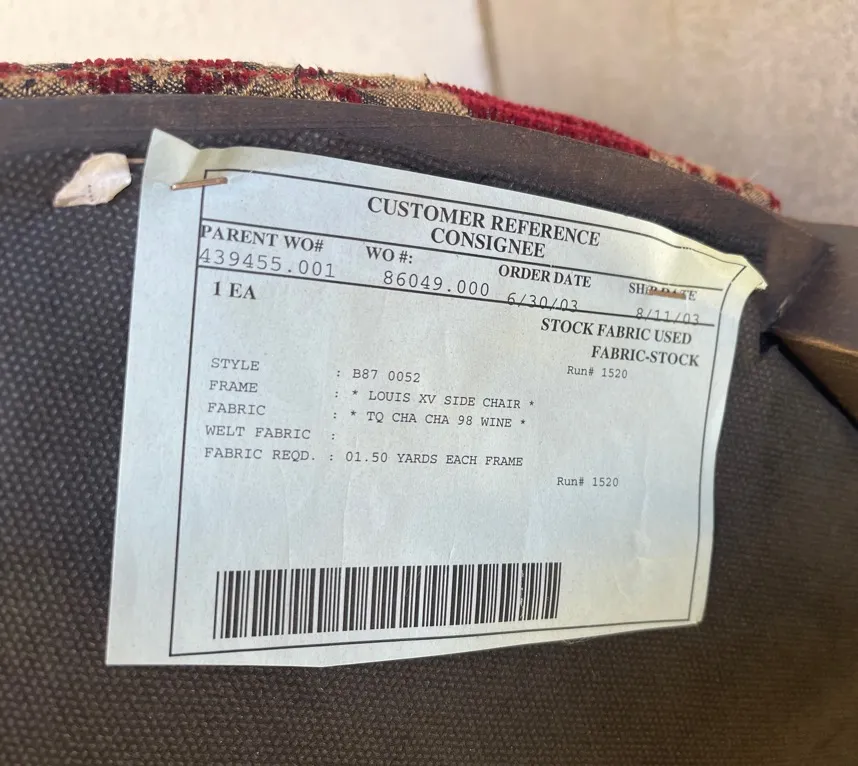 CUSTOMER REFERENCE
CONSIGNEE
PARENT WO# WO #: ORDER DATE SHIP DATE
439455.001 86049.000 6/30/03 8/11/03
1 EA
STOCK FABRIC USED
FABRIC-STOCK
Run# 1520
STYLE : B87 0052
FRAME : * LOUIS XV SIDE CHAIR *
FABRIC : * TQ CHA CHA 98 WINE *
WELT FABRIC :
FABRIC REQD. : 01.50 YARDS EACH FRAME
Run# 1520